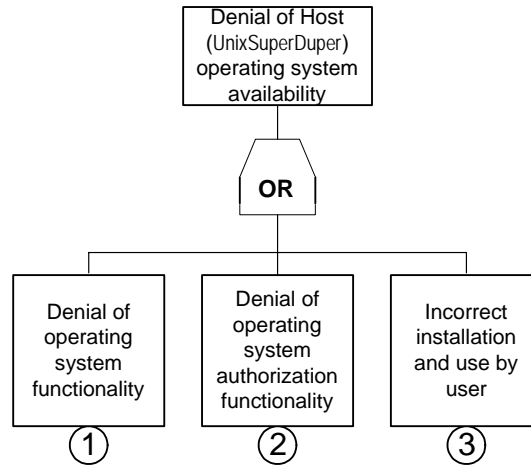 Denial of Host
(UnixSuperDuper)
operating system
availability
OR
Denial of
operating
system
functionality
Denial of
operating
system
authorization
functionality
Incorrect
installation
and use by
user
1
2
3